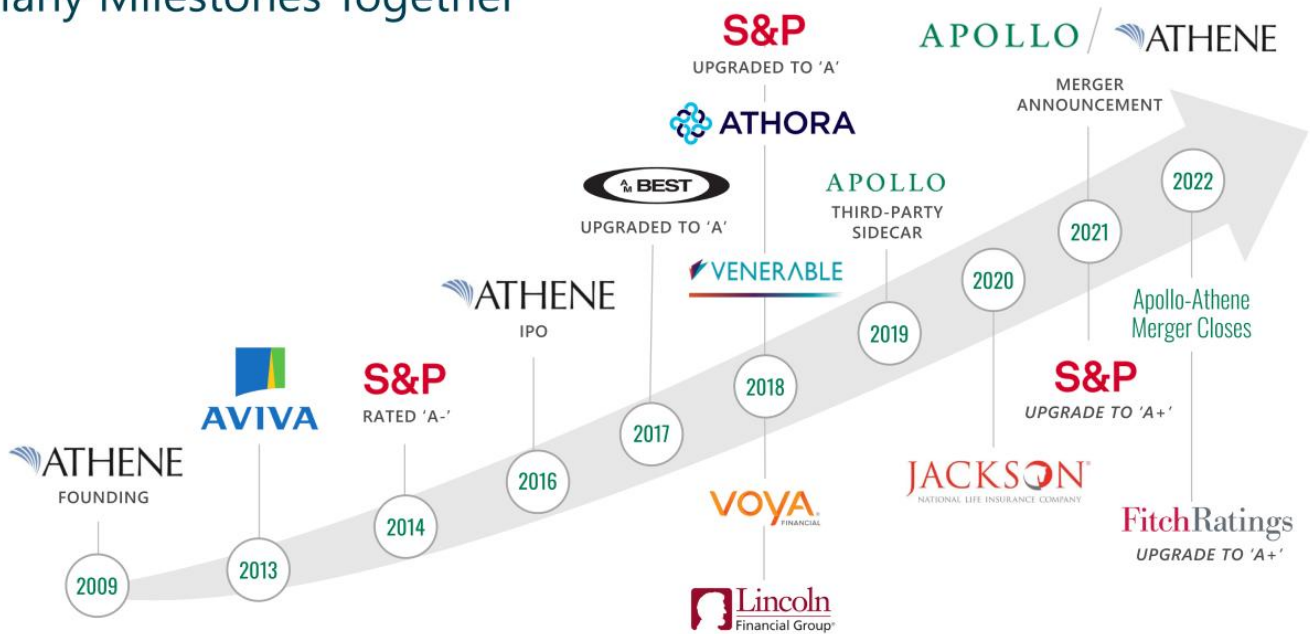 Many Milestones Together
ATHENE
FOUNDING
2009
AVIVA
2013
S&P
RATED 'A-'
2014
ATHENE
IPO
2016
A M BEST
UPGRADED TO 'A'
2017
S&P
UPGRADED TO 'A'
ATHORA
VENERABLE
2018
VOYA
FINANCIAL
Lincoln
Financial Group®
APOLLO
THIRD-PARTY
SIDECAR
2019
2020
JACKSON®
NATIONAL LIFE INSURANCE COMPANY
APOLLO / ATHENE
MERGER
ANNOUNCEMENT
2021
S&P
UPGRADE TO 'A+'
2022
Apollo-Athene
Merger Closes
FitchRatings
UPGRADE TO 'A+'